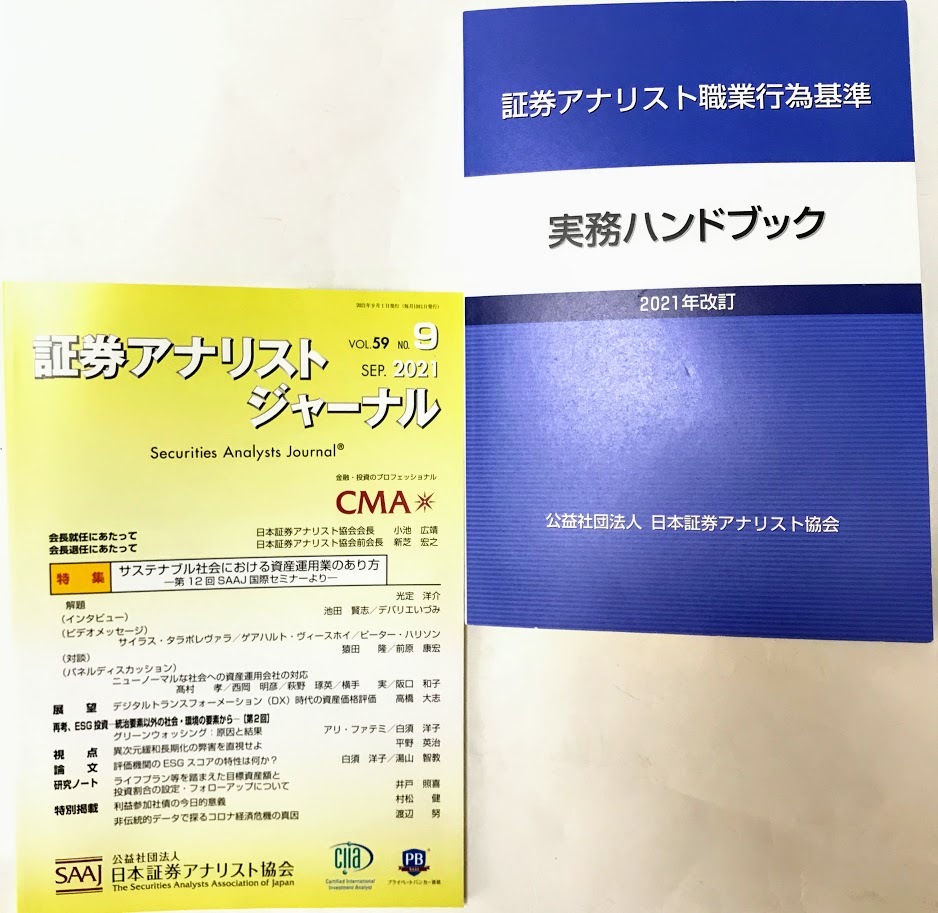 証券アナリスト職業行為基準
実務ハンドブック
2021年改訂
公益社団法人 日本証券アナリスト協会
2021年9月1日発行（毎月1回1日発行）
証券アナリスト
ジャーナル
VOL.59 NO.9
SEP. 2021
Securities Analysts Journal®
金融・投資のプロフェッショナル
CMA
会長就任にあたって 日本証券アナリスト協会会長 小池 広靖
会長退任にあたって 日本証券アナリスト協会前会長 新芝 宏之
特集 サステナブル社会における資産運用業のあり方
―第12回SAAJ国際セミナーより―
解題 光定 洋介
（インタビュー） 池田 賢志／デバリエいづみ
（ビデオメッセージ）
サイラス・タラポレヴァラ／ゲアハルト・ヴィースホイ／ピーター・ハリソン
（対談） 猿田 隆／前原 康宏
（パネルディスカッション）
ニューノーマルな社会への資産運用会社の対応
髙村 孝／西岡 明彦／萩野 琢英／横手 実／阪口 和子
展望 デジタルトランスフォーメーション（DX）時代の資産価格評価 高橋 大志
再考、ESG投資―統治要素以外の社会・環境の要素から―［第2回］
グリーンウォッシング：原因と結果 アリ・ファテミ／白須 洋子
視点 異次元緩和長期化の弊害を直視せよ 平野 英治
論文 評価機関のESGスコアの特性は何か？ 白須 洋子／湯山 智教
研究ノート ライフプラン等を踏まえた目標資産額と
投資割合の設定・フォローアップについて 井戸 照喜
特別掲載 利益参加社債の今日的意義 村松 健
非伝統的データで探るコロナ経済危機の真因 渡辺 努
SAAJ
公益社団法人
日本証券アナリスト協会
The Securities Analysts Association of Japan
ciia
Certified International
Investment Analyst
PB
プライベートバンカー資格